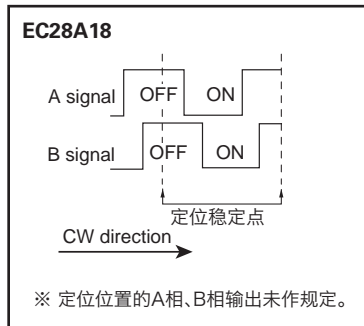 EC28A18
A signal OFF ON
B signal OFF ON
定位稳定点
CW direction
※ 定位位置的A相、B相输出未作规定。